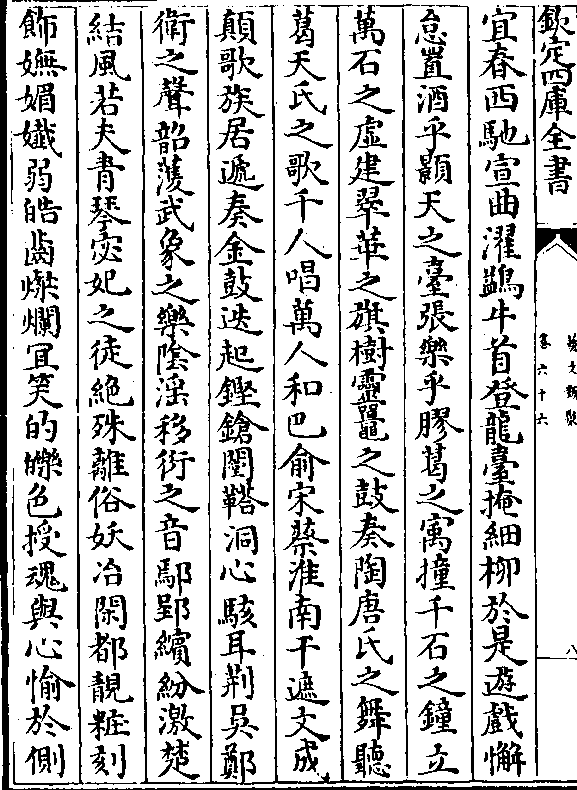 欽定四庫全書
藝文類聚
卷六十六
八
宜春西馳宣曲濯鷁牛首登龍臺掩細柳於是遊戲懈
怠置酒乎顥天之臺張樂乎膠葛之㝢撞千石之鐘立
萬石之虛建翠華之旗樹靈鼉之鼓奏陶唐氏之舞聽
葛天氏之歌千人唱萬人和巴俞宋蔡淮南干遮文成
顛歌族居遞奏金鼓迭起鏗鎗闛鞈洞心駭耳荆吳鄭
衛之聲韶頀武象之樂陰淫移衍之音鄢郢繽紛激楚
結風若夫青琴宓妃之徒絶殊離俗妖冶閑都靚粧刻
飾嫵媚孅弱皓齒燦爛宜笑的皪色授魂與心愉於側